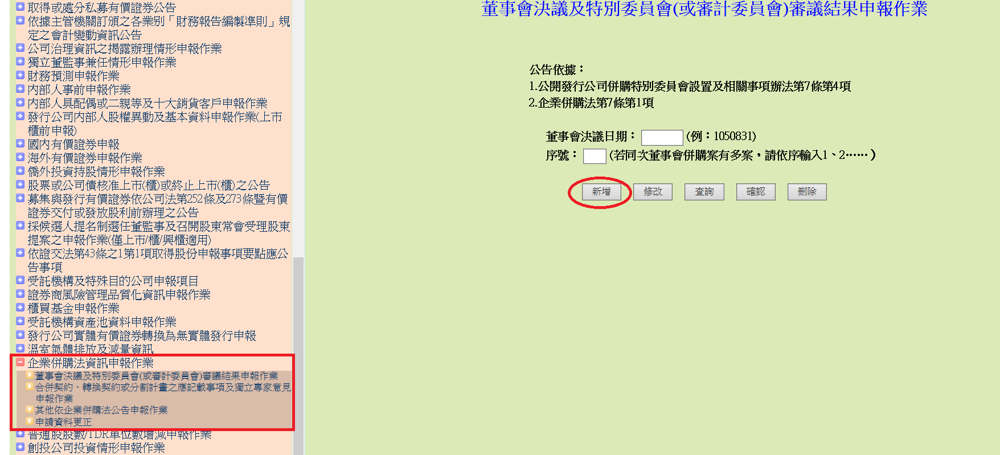 取得或處分私募有價證券公告
依據主管機關訂頒之各業別「財務報告編製準則」規
定之會計變動資訊公告
公司治理資訊之揭露辦理情形申報作業
獨立董監事兼任情形申報作業
財務預測申報作業
內部人事前申報作業
內部人與配偶或二親等及十大銷貨客戶申報作業
發行公司內部人股權異動及基本資料申報作業(上市
櫃前申報)
國內有價證券申報
海外有價證券申報作業
僑外投資持股情形申報作業
股票或公司債核准上市(櫃)或終止上市(櫃)之公告
募集與發行有價證券依公司法第252條及273條暨有價
證券交付或發放股利前辦理之公告
採候選人提名制選任董監事及召開股東常會受理股東
提案之申報作業(僅上市/櫃/興櫃適用)
依證交法第43條之1第1項取得股份申報事項要點應公
告事項
受託機構及特殊目的公司申報項目
證券商風險管理品質化資訊申報作業
櫃買基金申報作業
受託機構資產池資料申報作業
發行公司實體有價證券轉換為無實體發行申報
溫室氣體排放及減量資訊
企業併購法資訊申報作業
董事會決議及特別委員會(或審計委員會)審議結果申報作業
合併契約、轉換契約或分割計畫之應記載事項及獨立專家意見
申報作業
其他依企業併購法公告申報作業
申請資料更正
普通股股數/TDR單位數增減申報作業
創投公司投資情形申報作業
董事會決議及特別委員會(或審計委員會)審議結果申報作業
公告依據：
1.公開發行公司併購特別委員會設置及相關事項辦法第7條第4項
2.企業併購法第7條第1項
董事會決議日期： (例：1050831)
序號： (若同次董事會併購案有多案，請依序輸入1、2……)
新增 修改 查詢 確認 刪除